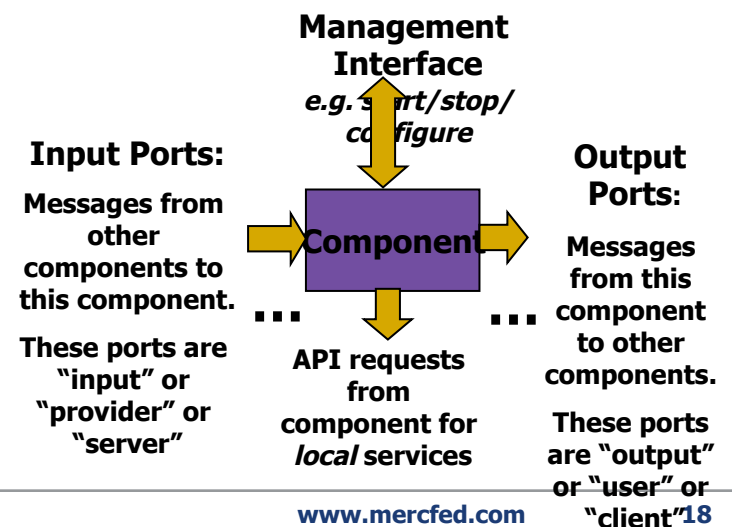 Management
Interface
e.g. start/stop/
configure
Input Ports:
Messages from
other
components to
this component.
These ports are
“input” or
“provider” or
“server”
...
Component
API requests
from
component for
local services
...
Output
Ports:
Messages
from this
component
to other
components.
These ports
are “output”
or “user” or
“client”
www.mercfed.com
18